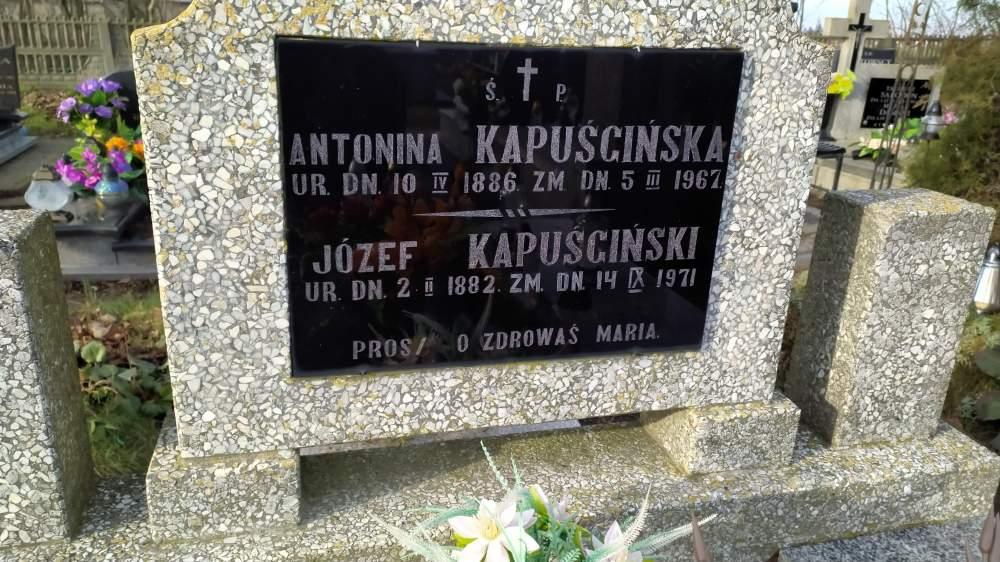 Ś. P.
ANTONINA KAPUŚCIŃSKA
UR. DN. 10 IV 1886. ZM. DN. 5 III 1967.
JÓZEF KAPUŚCIŃSKI
UR. DN. 2 II 1882. ZM. DN. 14 IX 1971
O ZDROWAŚ MARIA.